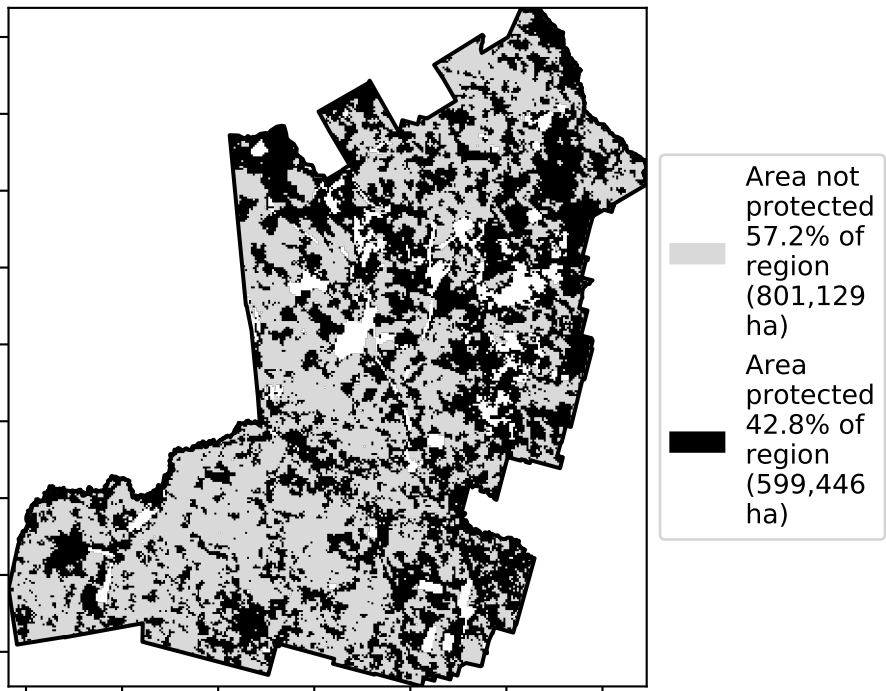 Area not
protected
57.2% of
region
(801,129
ha)
Area
protected
42.8% of
region
(599,446
ha)